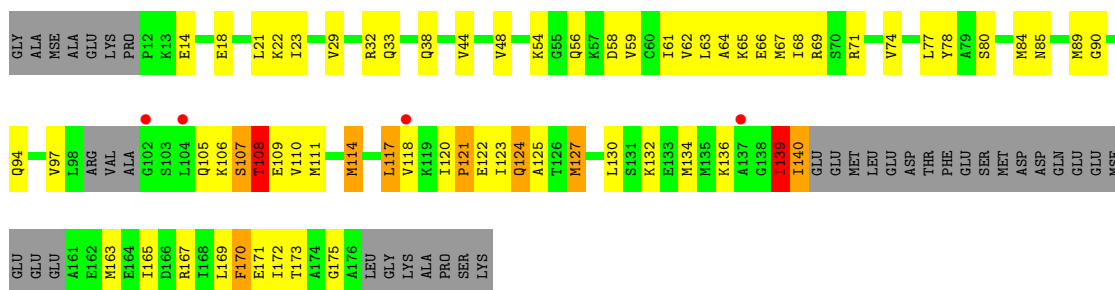 GLY ALA MSE ALA GLU LYS PRO P12 K13 E14 E18 L21 K22 I23 V29 R32 Q33 Q38 V44 V48 K54 G55 Q56 K57 D58 V59 C60 I61 V62 L63 A64 K65 E66 M67 I68 R69 S70 R71 V74 L77 Y78 A79 S80 M84 N85 M89 G90
Q94 V97 L98 ARG VAL ALA G102 S103 L104 Q105 K106 S107 T108 E109 V110 M111 M114 L117 V118 K119 I120 P121 E122 I123 Q124 A125 T126 M127 L130 S131 K132 E133 M134 M135 K136 A137 G138 I139 I140 GLU GLU MET LEU GLU ASP THR PHE GLU SER MET ASP ASP GLN GLU GLU MSE
GLU GLU GLU A161 E162 M163 E164 I165 D166 R167 I168 L169 F170 E171 I172 T173 A174 G175 A176 LEU GLY LYS ALA PRO SER LYS